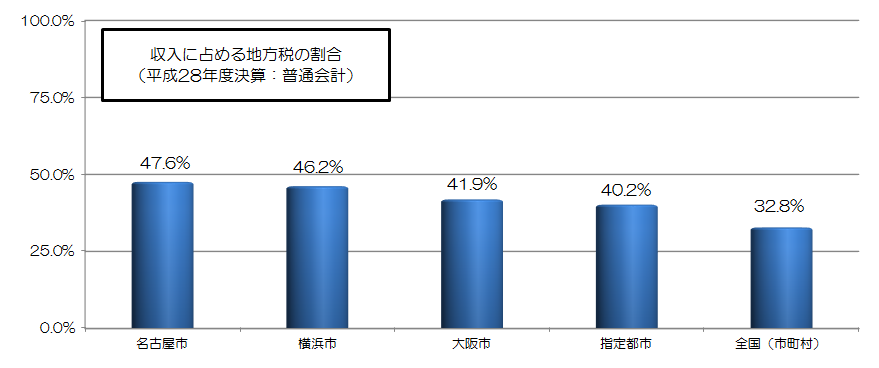 100.0%
収入に占める地方税の割合
（平成28年度決算：普通会計）
75.0%
47.6%
46.2%
41.9%
40.2%
32.8%
50.0%
25.0%
0.0%
名古屋市
横浜市
大阪市
指定都市
全国（市町村）